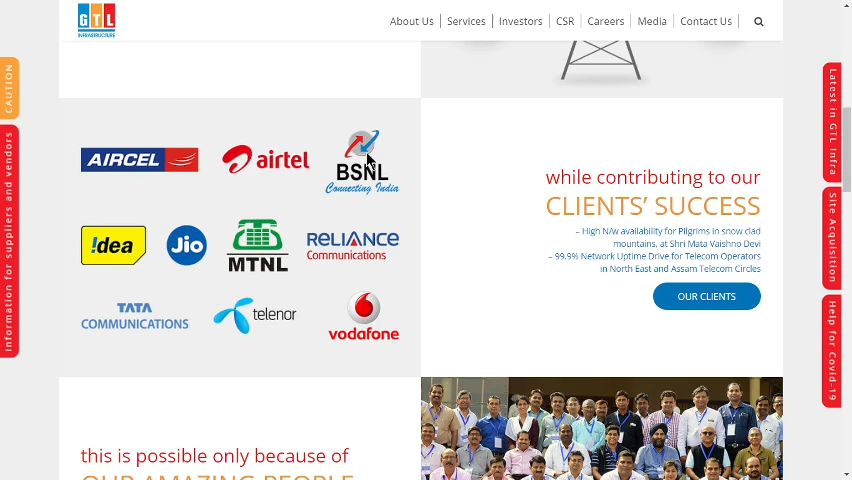 GTL
INFRASTRUCTURE
About Us
Services
Investors
CSR
Careers
Media
Contact Us
CAUTION
Information for suppliers and vendors
AIRCEL
airtel
BSNL
Connecting India
!dea
Jio
MTNL
RELIANCE
Communications
TATA
COMMUNICATIONS
telenor
vodafone
while contributing to our
CLIENTS’ SUCCESS
– High N/w availability for Pilgrims in snow clad
mountains, at Shri Mata Vaishno Devi
– 99.9% Network Uptime Drive for Telecom Operators
in North East and Assam Telecom Circles
OUR CLIENTS
this is possible only because of
OUR AMAZING PEOPLE
Latest in GTL Infra
Site Acquisition
Help for Covid-19